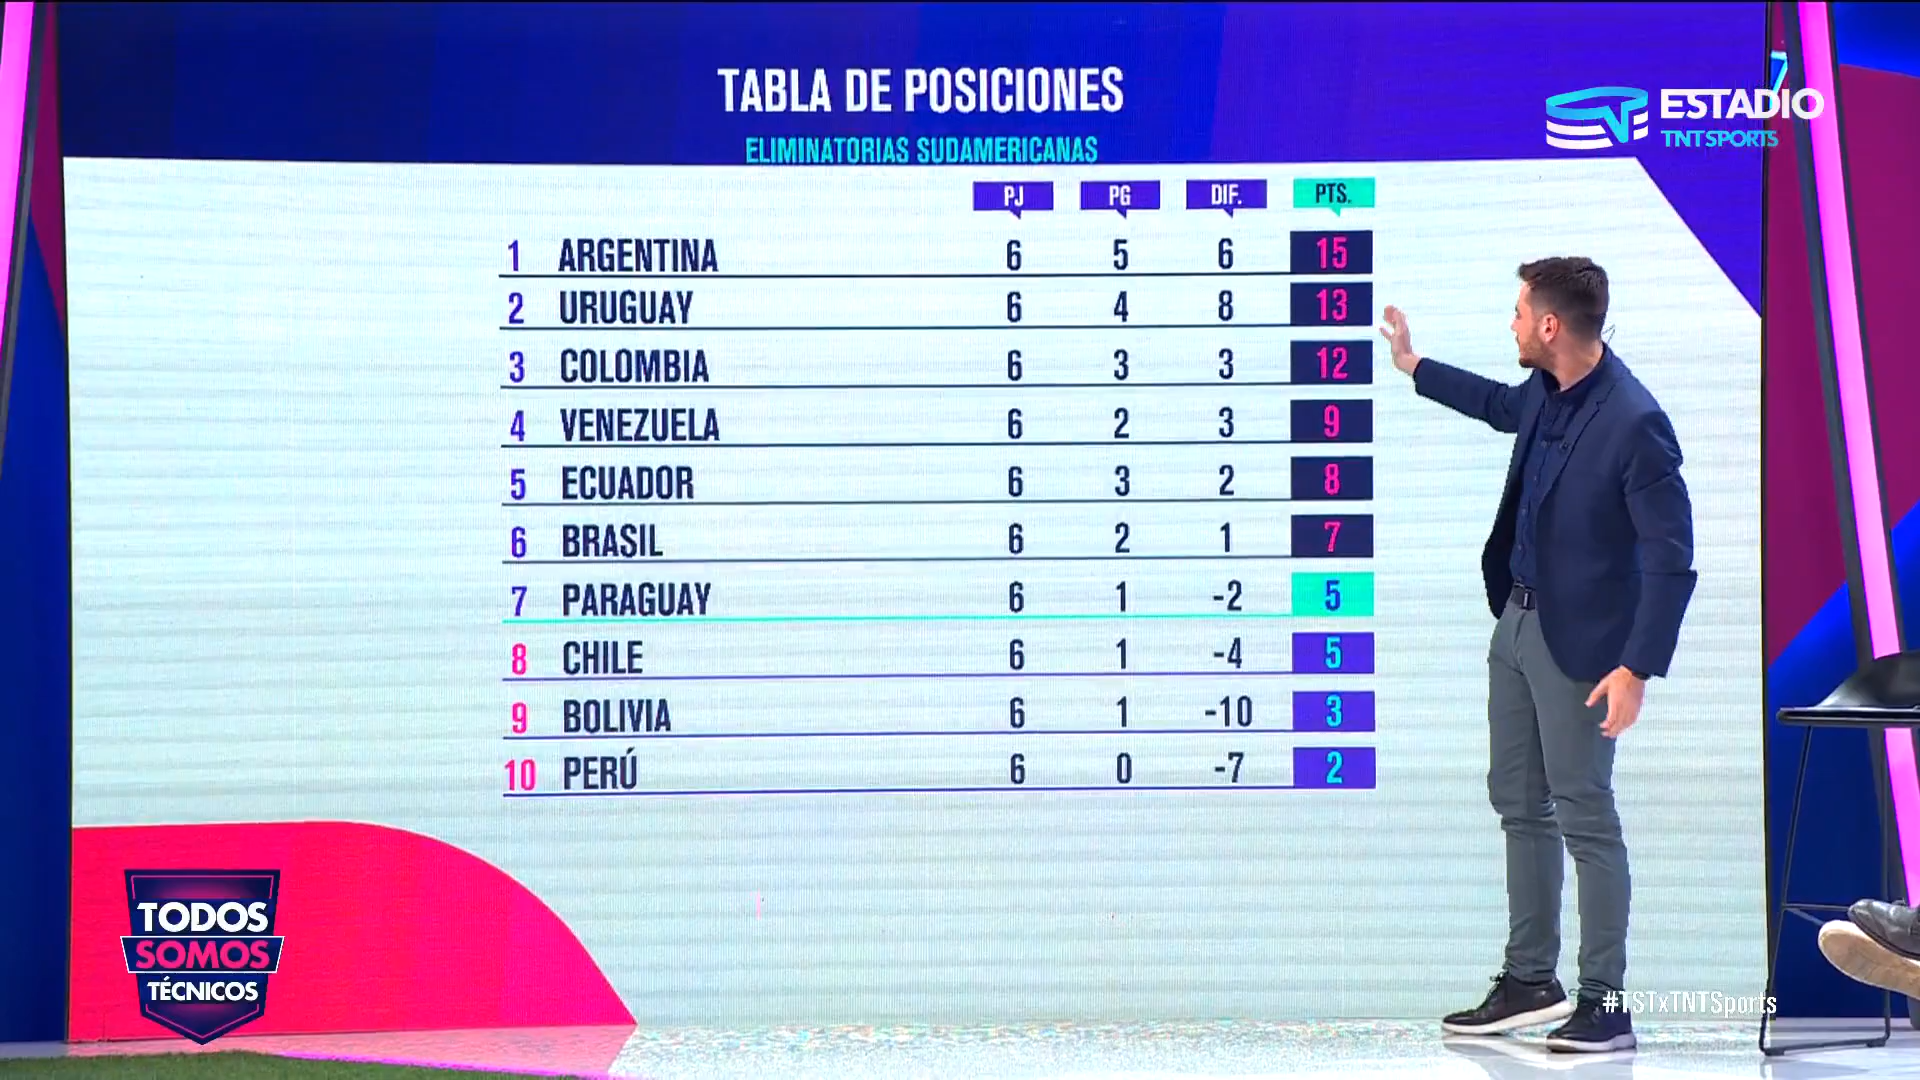 TABLA DE POSICIONES
ELIMINATORIAS SUDAMERICANAS
ESTADIO
TNT SPORTS
PJ PG DIF. PTS.
1 ARGENTINA 6 5 6 15
2 URUGUAY 6 4 8 13
3 COLOMBIA 6 3 3 12
4 VENEZUELA 6 2 3 9
5 ECUADOR 6 3 2 8
6 BRASIL 6 2 1 7
7 PARAGUAY 6 1 -2 5
8 CHILE 6 1 -4 5
9 BOLIVIA 6 1 -10 3
10 PERÚ 6 0 -7 2
TODOS
SOMOS
TÉCNICOS
#TSTxTNTSports